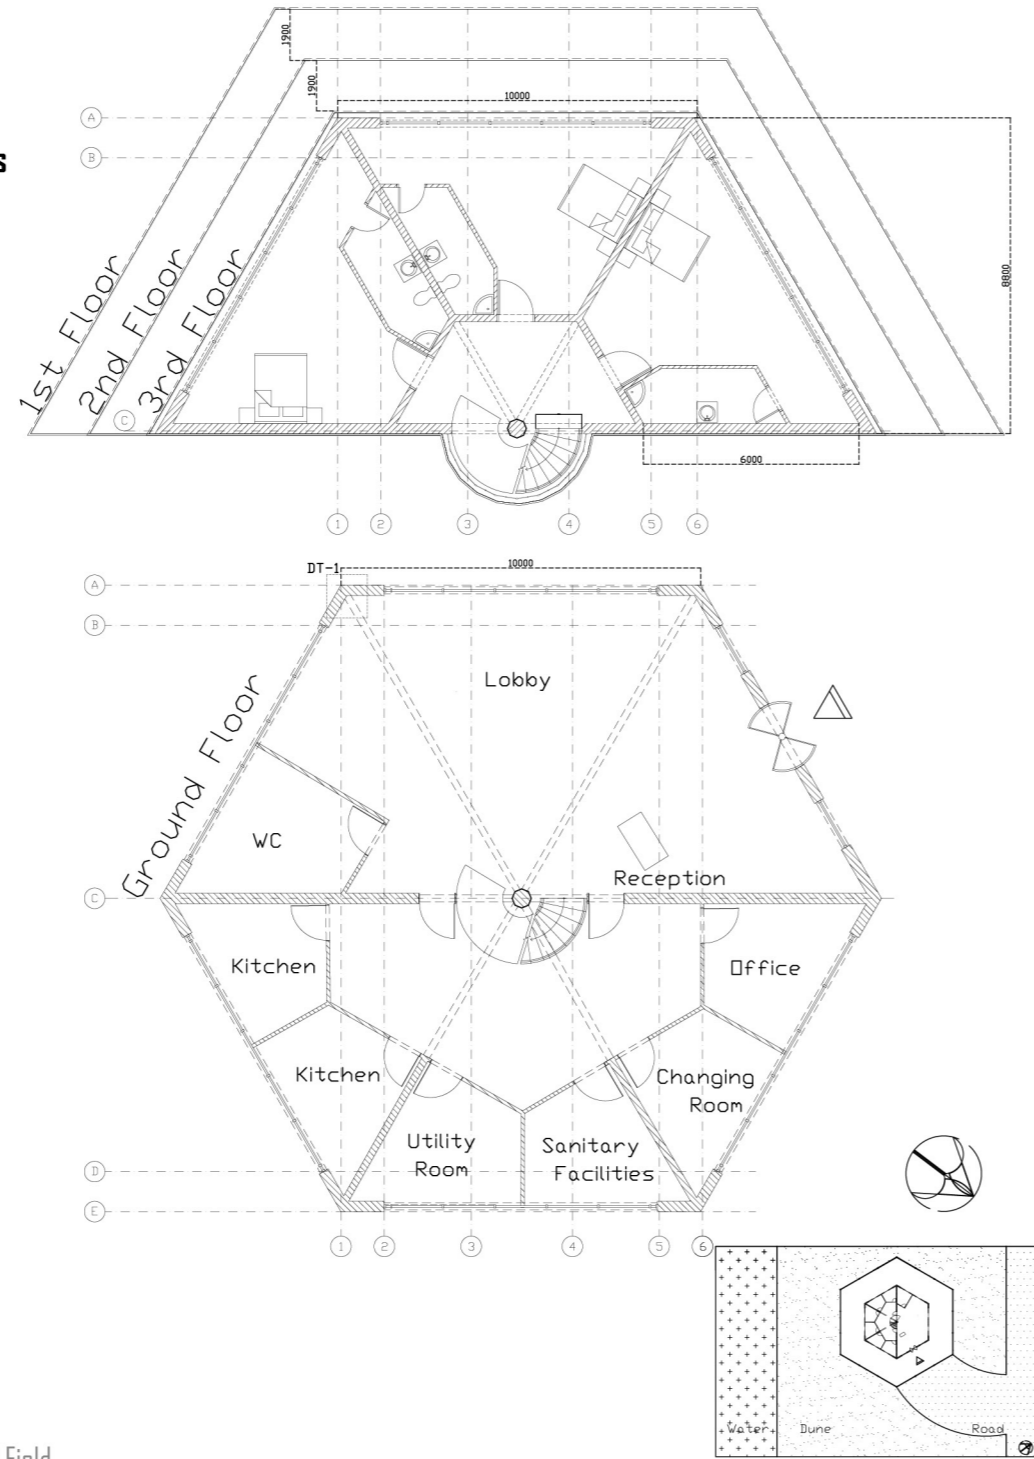 s
1900
1900
10000
A
B
8800
1st Floor
2nd Floor
3rd Floor
C
6000
1
2
3
4
5
6
DT-1
10000
A
B
Lobby
Ground Floor
WC
Reception
C
Kitchen
Office
Kitchen
Changing
Room
Utility
Room
Sanitary
Facilities
D
E
1
2
3
4
5
6
Water
Dune
Road
Field